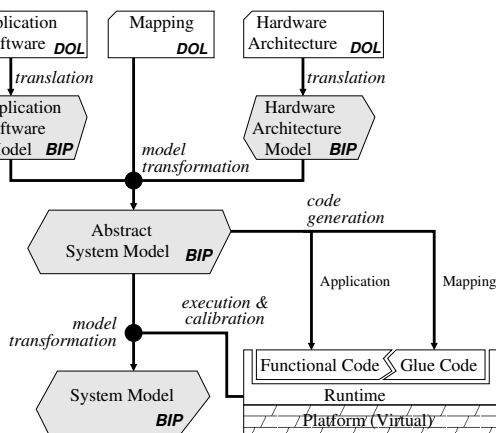 plication
ftware DOL
Mapping
DOL
Hardware
Architecture DOL
translation
translation
plication
ftware
odel BIP
Hardware
Architecture
Model BIP
model
transformation
code
generation
Abstract
System Model
BIP
Application
Mapping
execution &
calibration
model
transformation
Functional Code
Glue Code
System Model
BIP
Runtime
Platform (Virtual)